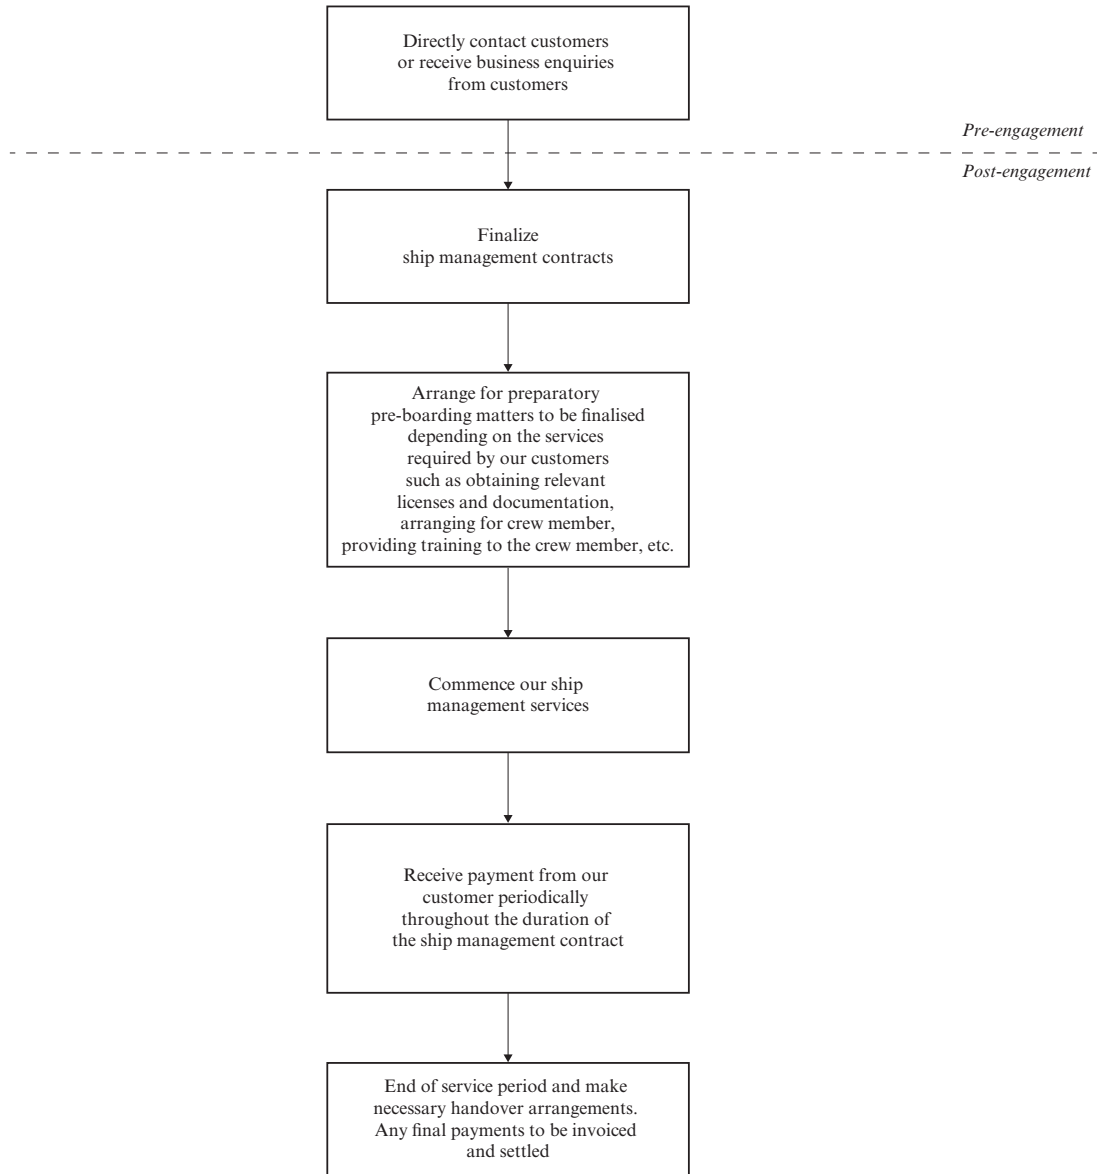 Directly contact customers
or receive business enquiries
from customers
Pre-engagement
Post-engagement
Finalize
ship management contracts
Arrange for preparatory
pre-boarding matters to be finalised
depending on the services
required by our customers
such as obtaining relevant
licenses and documentation,
arranging for crew member,
providing training to the crew member, etc.
Commence our ship
management services
Receive payment from our
customer periodically
throughout the duration of
the ship management contract
End of service period and make
necessary handover arrangements.
Any final payments to be invoiced
and settled